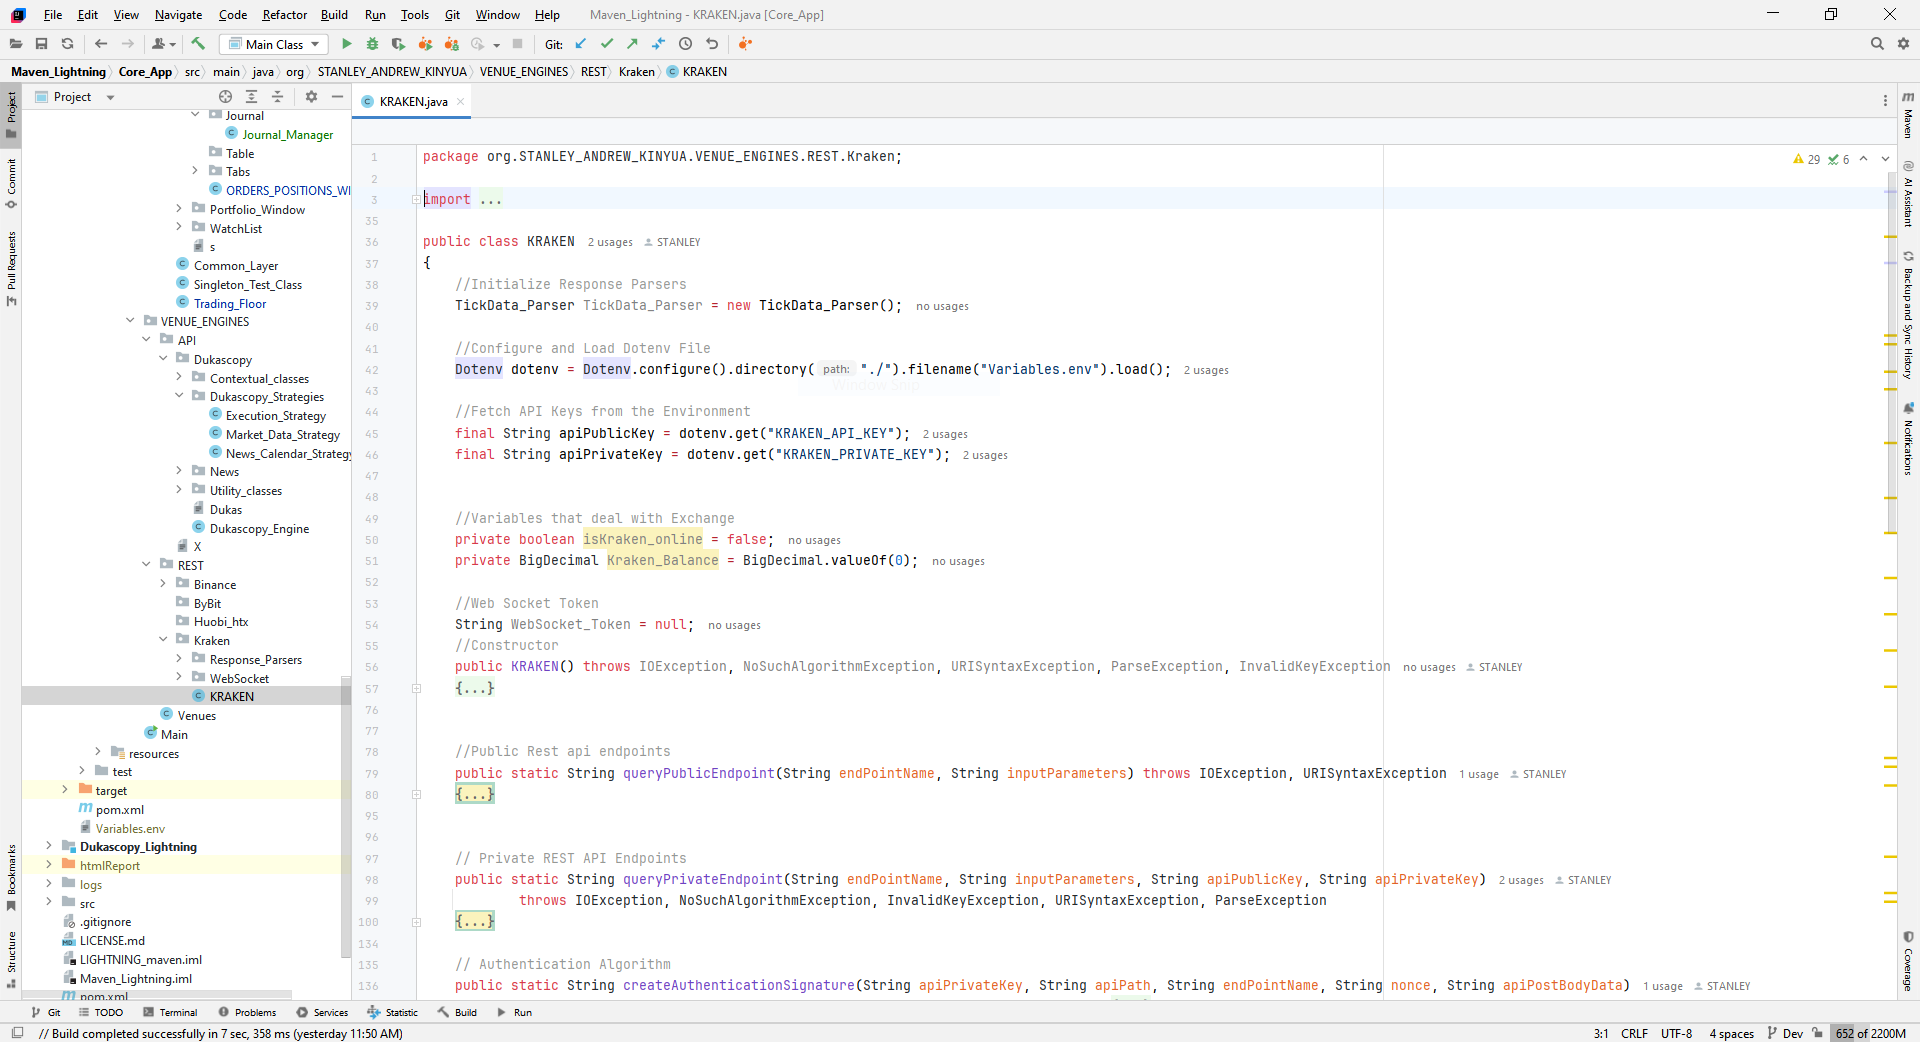 File Edit View Navigate Code Refactor Build Run Tools Git Window Help Maven_Lightning - KRAKEN.java [Core_App]
Main Class Git:
Maven_Lightning Core_App src main java org STANLEY_ANDREW_KINYUA VENUE_ENGINES REST Kraken KRAKEN
Project
KRAKEN.java
Journal
Journal_Manager
Table
Tabs
ORDERS_POSITIONS_WI
Portfolio_Window
WatchList
s
Common_Layer
Singleton_Test_Class
Trading_Floor
VENUE_ENGINES
API
Dukascopy
Contextual_classes
Dukascopy_Strategies
Execution_Strategy
Market_Data_Strategy
News_Calendar_Strategy
News
Utility_classes
Dukas
Dukascopy_Engine
X
REST
Binance
ByBit
Huobi_htx
Kraken
Response_Parsers
WebSocket
KRAKEN
Venues
Main
resources
test
target
pom.xml
Variables.env
Dukascopy_Lightning
htmlReport
logs
src
.gitignore
LICENSE.md
LIGHTNING_maven.iml
Maven_Lightning.iml
pom.xml
Project
Commit
Pull Requests
Bookmarks
Structure
1 package org.STANLEY_ANDREW_KINYUA.VENUE_ENGINES.REST.Kraken;
29 6
2
3 import ...
35
36 public class KRAKEN 2 usages STANLEY
37 {
38 //Initialize Response Parsers
39 TickData_Parser TickData_Parser = new TickData_Parser(); no usages
40
41 //Configure and Load Dotenv File
42 Dotenv dotenv = Dotenv.configure().directory( path: "./").filename("Variables.env").load(); 2 usages
43
44 //Fetch API Keys from the Environment
45 final String apiPublicKey = dotenv.get("KRAKEN_API_KEY"); 2 usages
46 final String apiPrivateKey = dotenv.get("KRAKEN_PRIVATE_KEY"); 2 usages
47
48
49 //Variables that deal with Exchange
50 private boolean isKraken_online = false; no usages
51 private BigDecimal Kraken_Balance = BigDecimal.valueOf(0); no usages
52
53 //Web Socket Token
54 String WebSocket_Token = null; no usages
55 //Constructor
56 public KRAKEN() throws IOException, NoSuchAlgorithmException, URISyntaxException, ParseException, InvalidKeyException no usages STANLEY
57 {...}
76
77
78 //Public Rest api endpoints
79 public static String queryPublicEndpoint(String endPointName, String inputParameters) throws IOException, URISyntaxException 1 usage STANLEY
80 {...}
95
96
97 // Private REST API Endpoints
98 public static String queryPrivateEndpoint(String endPointName, String inputParameters, String apiPublicKey, String apiPrivateKey) 2 usages STANLEY
99 throws IOException, NoSuchAlgorithmException, InvalidKeyException, URISyntaxException, ParseException
100 {...}
134
135 // Authentication Algorithm
136 public static String createAuthenticationSignature(String apiPrivateKey, String apiPath, String endPointName, String nonce, String apiPostBodyData) 1 usage STANLEY
Maven
AI Assistant
Backup and Sync History
Notifications
Coverage
Git TODO Terminal Problems Services Statistic Build Run
// Build completed successfully in 7 sec, 358 ms (yesterday 11:50 AM) 3:1 CRLF UTF-8 4 spaces Dev 652 of 2200M